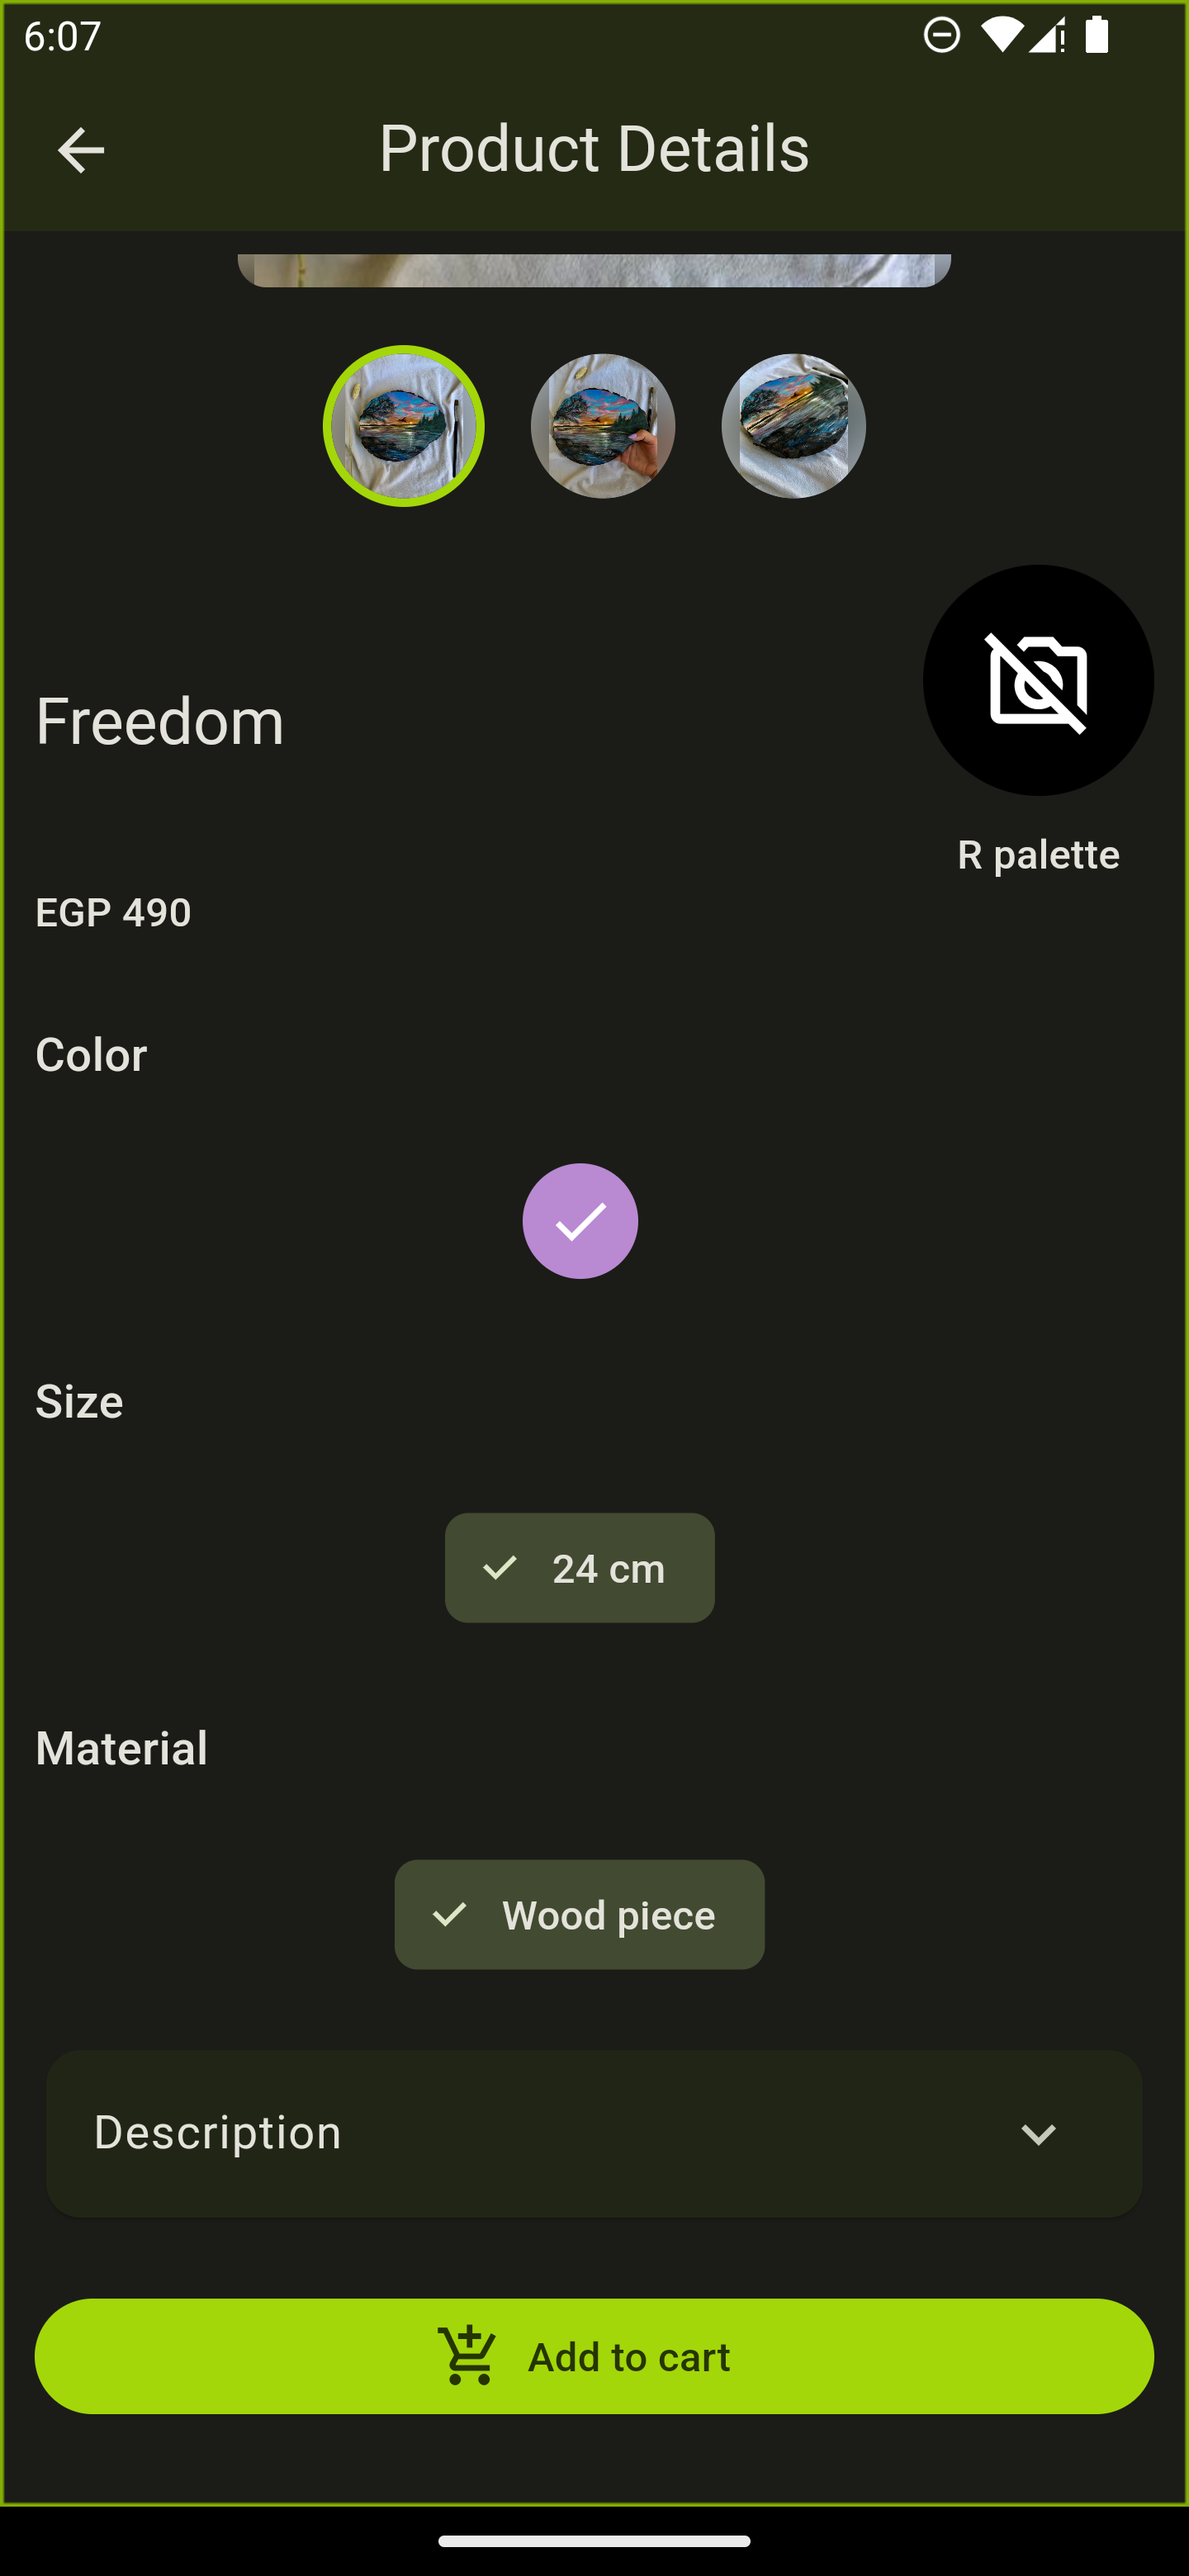 6:07
Product Details
Freedom
R palette
EGP 490
Color
Size
24 cm
Material
Wood piece
Description
Add to cart